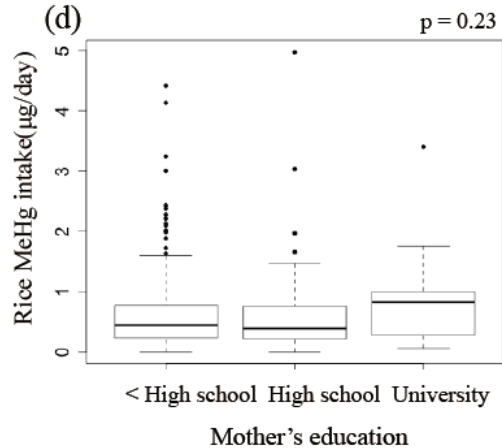 (d)
p = 0.23
Rice MeHg intake(μg/day)
5
4
3
2
1
0
< High school High school University
Mother's education